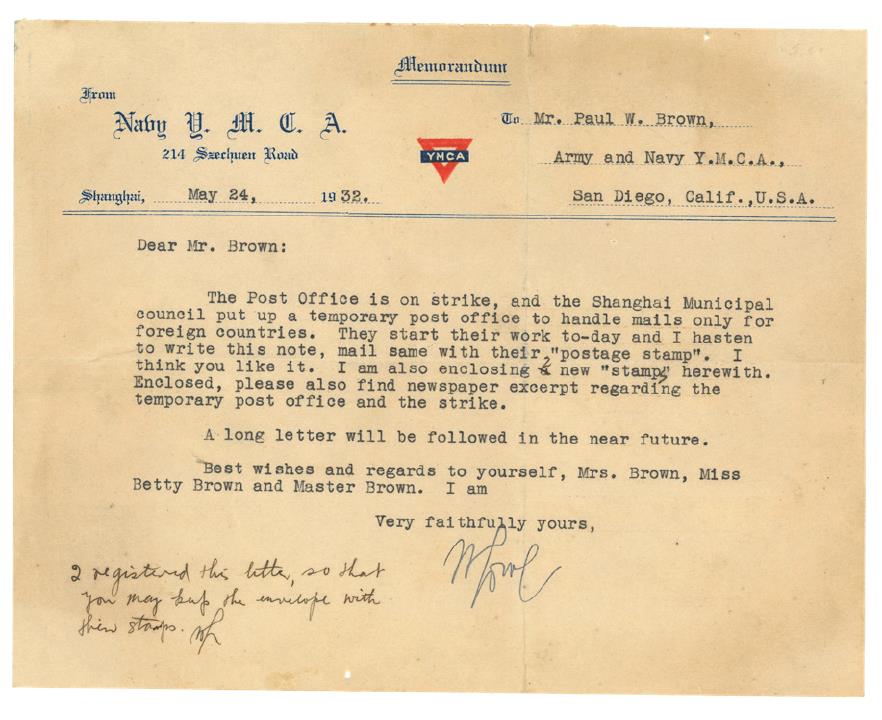 Memorandum
From
Navy Y. M. C. A.
214 Szechuen Road
Shanghai, May 24, 1932.
YMCA
To Mr. Paul W. Brown,
Army and Navy Y.M.C.A.,
San Diego, Calif.,U.S.A.
Dear Mr. Brown:
The Post Office is on strike, and the Shanghai Municipal
council put up a temporary post office to handle mails only for
foreign countries. They start their work to-day and I hasten
to write this note, mail same with their "postage stamp". I
think you like it. I am also enclosing 2 new "stamps" herewith.
Enclosed, please also find newspaper excerpt regarding the
temporary post office and the strike.
A long letter will be followed in the near future.
Best wishes and regards to yourself, Mrs. Brown, Miss
Betty Brown and Master Brown. I am
Very faithfully yours,
I registered this letter, so that
you may keep the envelope with
their stamps.